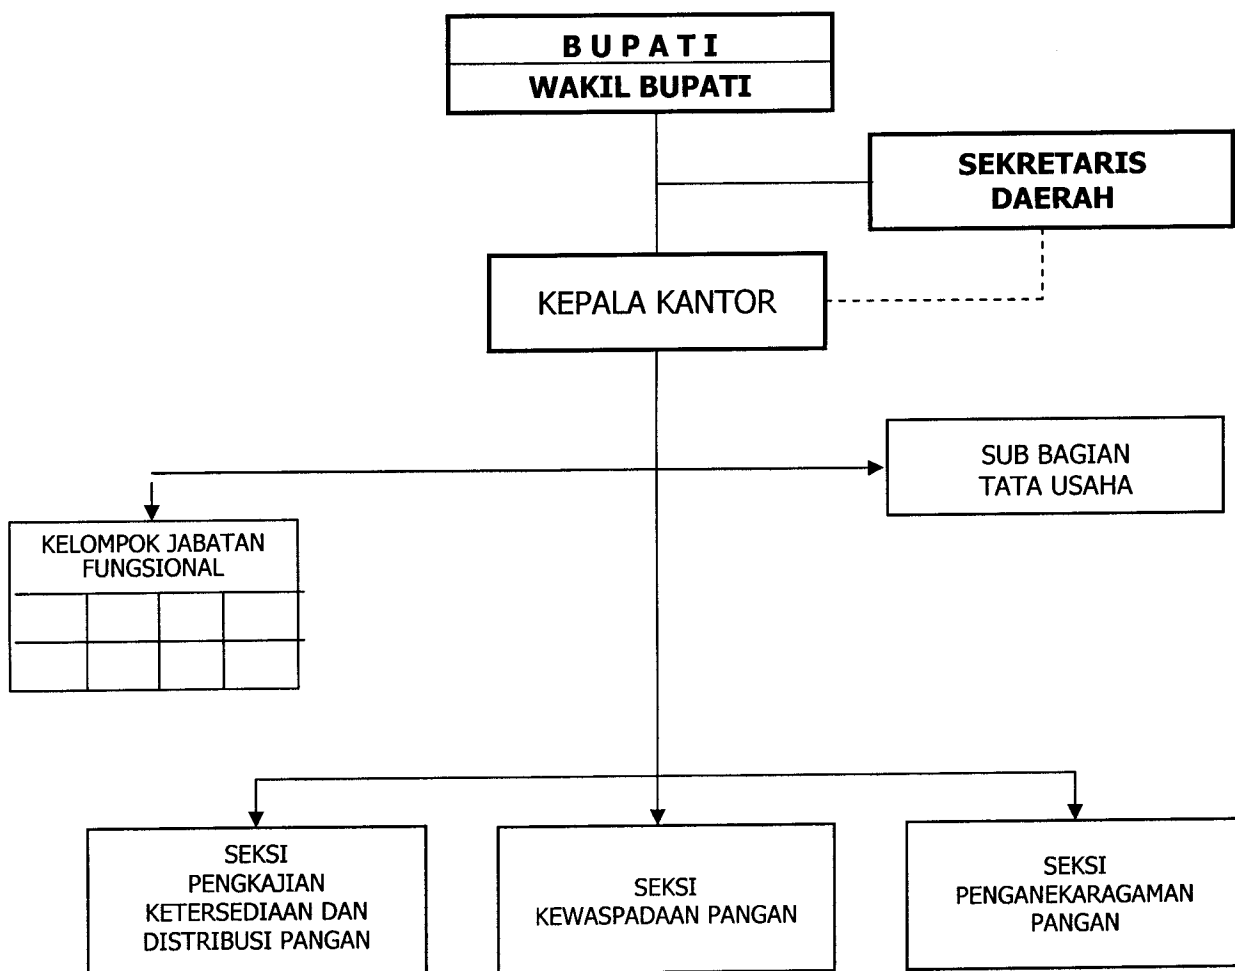 B U P A T I
WAKIL BUPATI
SEKRETARIS
DAERAH
KEPALA KANTOR
SUB BAGIAN
TATA USAHA
KELOMPOK JABATAN
FUNGSIONAL
SEKSI
PENGKAJIAN
KETERSEDIAAN DAN
DISTRIBUSI PANGAN
SEKSI
KEWASPADAAN PANGAN
SEKSI
PENGANEKARAGAMAN
PANGAN